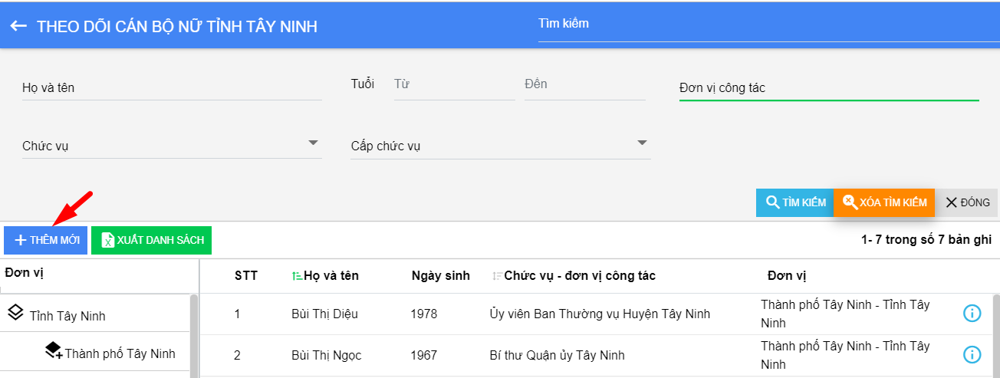 THEO DÕI CÁN BỘ NỮ TỈNH TÂY NINH
Tìm kiếm
Họ và tên
Tuổi Từ Đến
Đơn vị công tác
Chức vụ
Cấp chức vụ
TÌM KIẾM
XÓA TÌM KIẾM
ĐÓNG
THÊM MỚI
XUẤT DANH SÁCH
1- 7 trong số 7 bản ghi
Đơn vị
Tỉnh Tây Ninh
Thành phố Tây Ninh
STT Họ và tên Ngày sinh Chức vụ - đơn vị công tác Đơn vị
1 Bùi Thị Diệu 1978 Ủy viên Ban Thường vụ Huyện Tây Ninh Thành phố Tây Ninh - Tỉnh Tây
Ninh
2 Bùi Thị Ngọc 1967 Bí thư Quận ủy Tây Ninh Thành phố Tây Ninh - Tỉnh Tây
Ninh